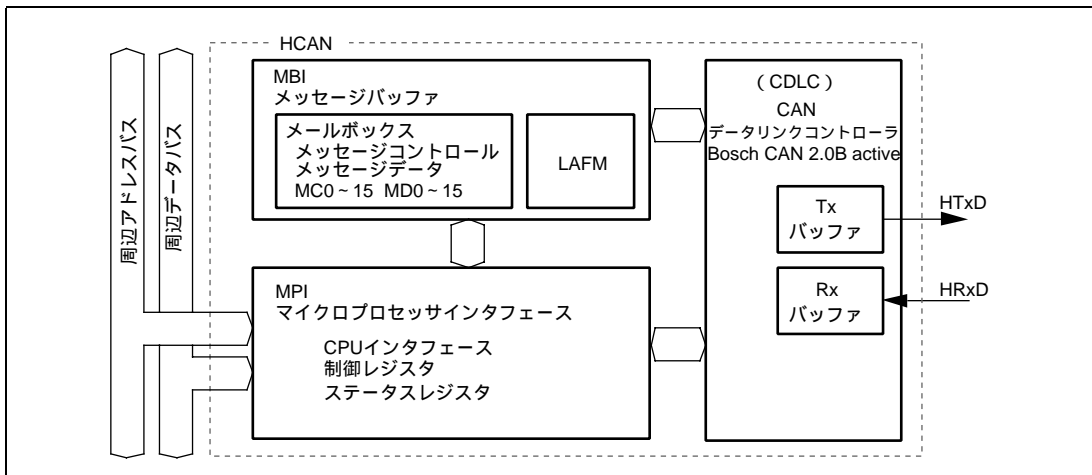 HCAN
周辺アドレスバス
周辺データバス
MBI
メッセージバッファ
メールボックス
メッセージコントロール
メッセージデータ
MC0～15 MD0～15
LAFM
MPI
マイクロプロセッサインタフェース
CPUインタフェース
制御レジスタ
ステータスレジスタ
（CDLC）
CAN
データリンクコントローラ
Bosch CAN 2.0B active
Tx
バッファ
HTxD
Rx
バッファ
HRxD